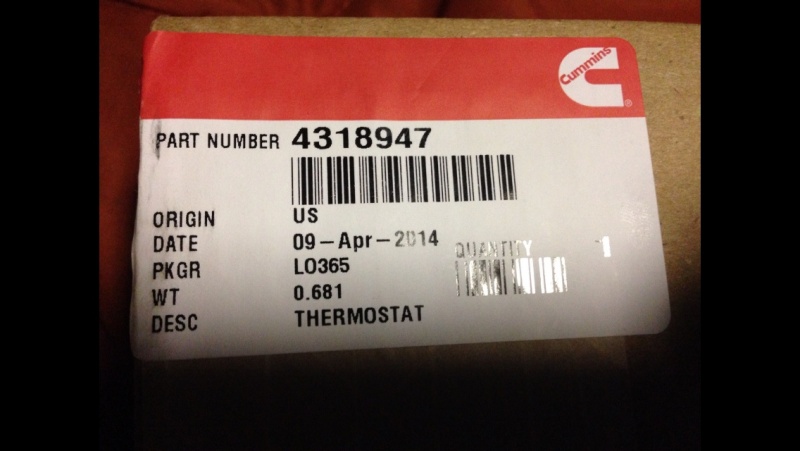 Cummins
®
PART NUMBER 4318947
ORIGIN US
DATE 09-Apr-2014
QUANTITY 1
PKGR LO365
WT 0.681
DESC THERMOSTAT